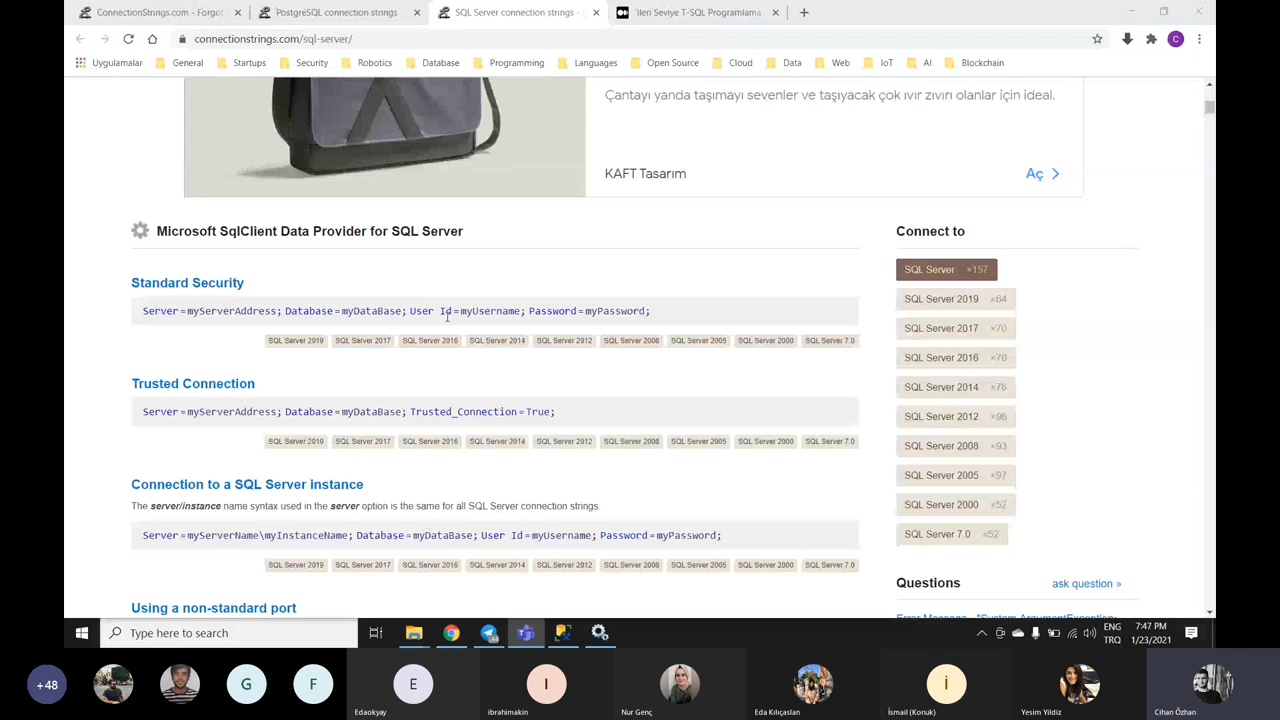 ConnectionStrings.com - Forgot
PostgreSQL connection strings -
SQL Server connection strings -
İleri Seviye T-SQL Programlama
connectionstrings.com/sql-server/
C
Uygulamalar
General
Startups
Security
Robotics
Database
Programming
Languages
Open Source
Cloud
Data
Web
IoT
AI
Blockchain
Çantayı yanda taşımayı sevenler ve taşıyacak çok ıvır zıvırı olanlar için ideal.
KAFT Tasarım
Aç
Microsoft SqlClient Data Provider for SQL Server
Standard Security
Server=myServerAddress; Database=myDataBase; User Id=myUsername; Password=myPassword;
SQL Server 2019 SQL Server 2017 SQL Server 2016 SQL Server 2014 SQL Server 2012 SQL Server 2008 SQL Server 2005 SQL Server 2000 SQL Server 7.0
Trusted Connection
Server=myServerAddress; Database=myDataBase; Trusted_Connection=True;
SQL Server 2019 SQL Server 2017 SQL Server 2016 SQL Server 2014 SQL Server 2012 SQL Server 2008 SQL Server 2005 SQL Server 2000 SQL Server 7.0
Connection to a SQL Server instance
The server/instance name syntax used in the server option is the same for all SQL Server connection strings.
Server=myServerName\myInstanceName; Database=myDataBase; User Id=myUsername; Password=myPassword;
SQL Server 2019 SQL Server 2017 SQL Server 2016 SQL Server 2014 SQL Server 2012 SQL Server 2008 SQL Server 2005 SQL Server 2000 SQL Server 7.0
Using a non-standard port
Connect to
SQL Server ×157
SQL Server 2019 ×64
SQL Server 2017 ×70
SQL Server 2016 ×70
SQL Server 2014 ×76
SQL Server 2012 ×96
SQL Server 2008 ×93
SQL Server 2005 ×97
SQL Server 2000 ×52
SQL Server 7.0 ×52
Questions
ask question »
Error Message - "System.ArgumentException:
Type here to search
ENG
TRQ
7:47 PM
1/23/2021
+48
G
F
E
Edaokyay
I
ibrahimakin
Nur Genç
Eda Kılıçaslan
İ
İsmail (Konuk)
Yesim Yildiz
Cihan Özhan